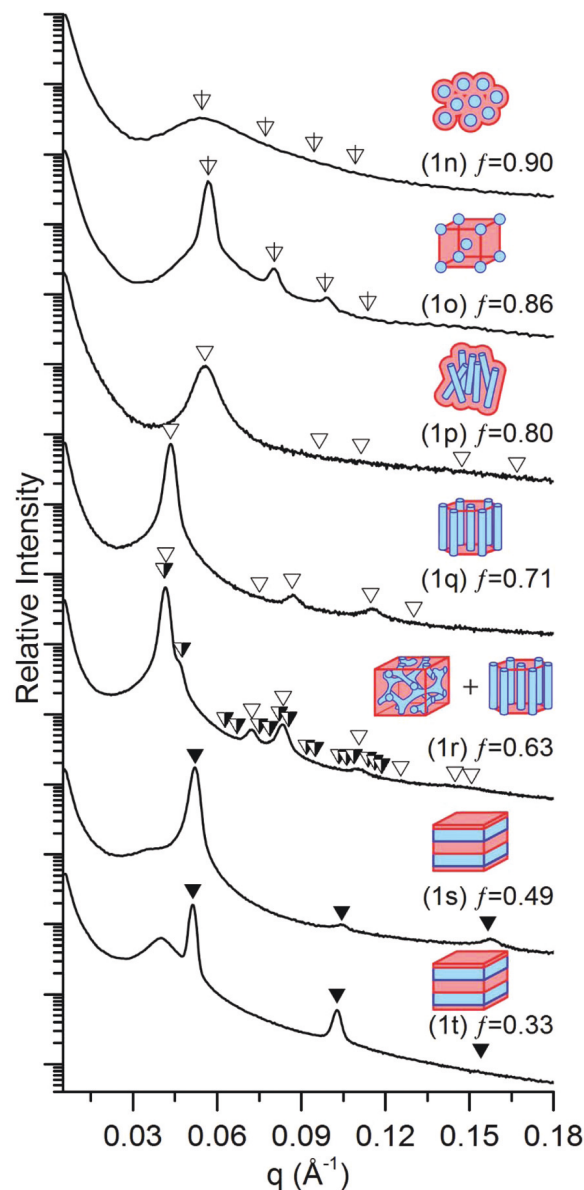 (1n) f=0.90
(1o) f=0.86
(1p) f=0.80
(1q) f=0.71
+
(1r) f=0.63
(1s) f=0.49
(1t) f=0.33
Relative Intensity
0.03 0.06 0.09 0.12 0.15 0.18
q (Å⁻¹)